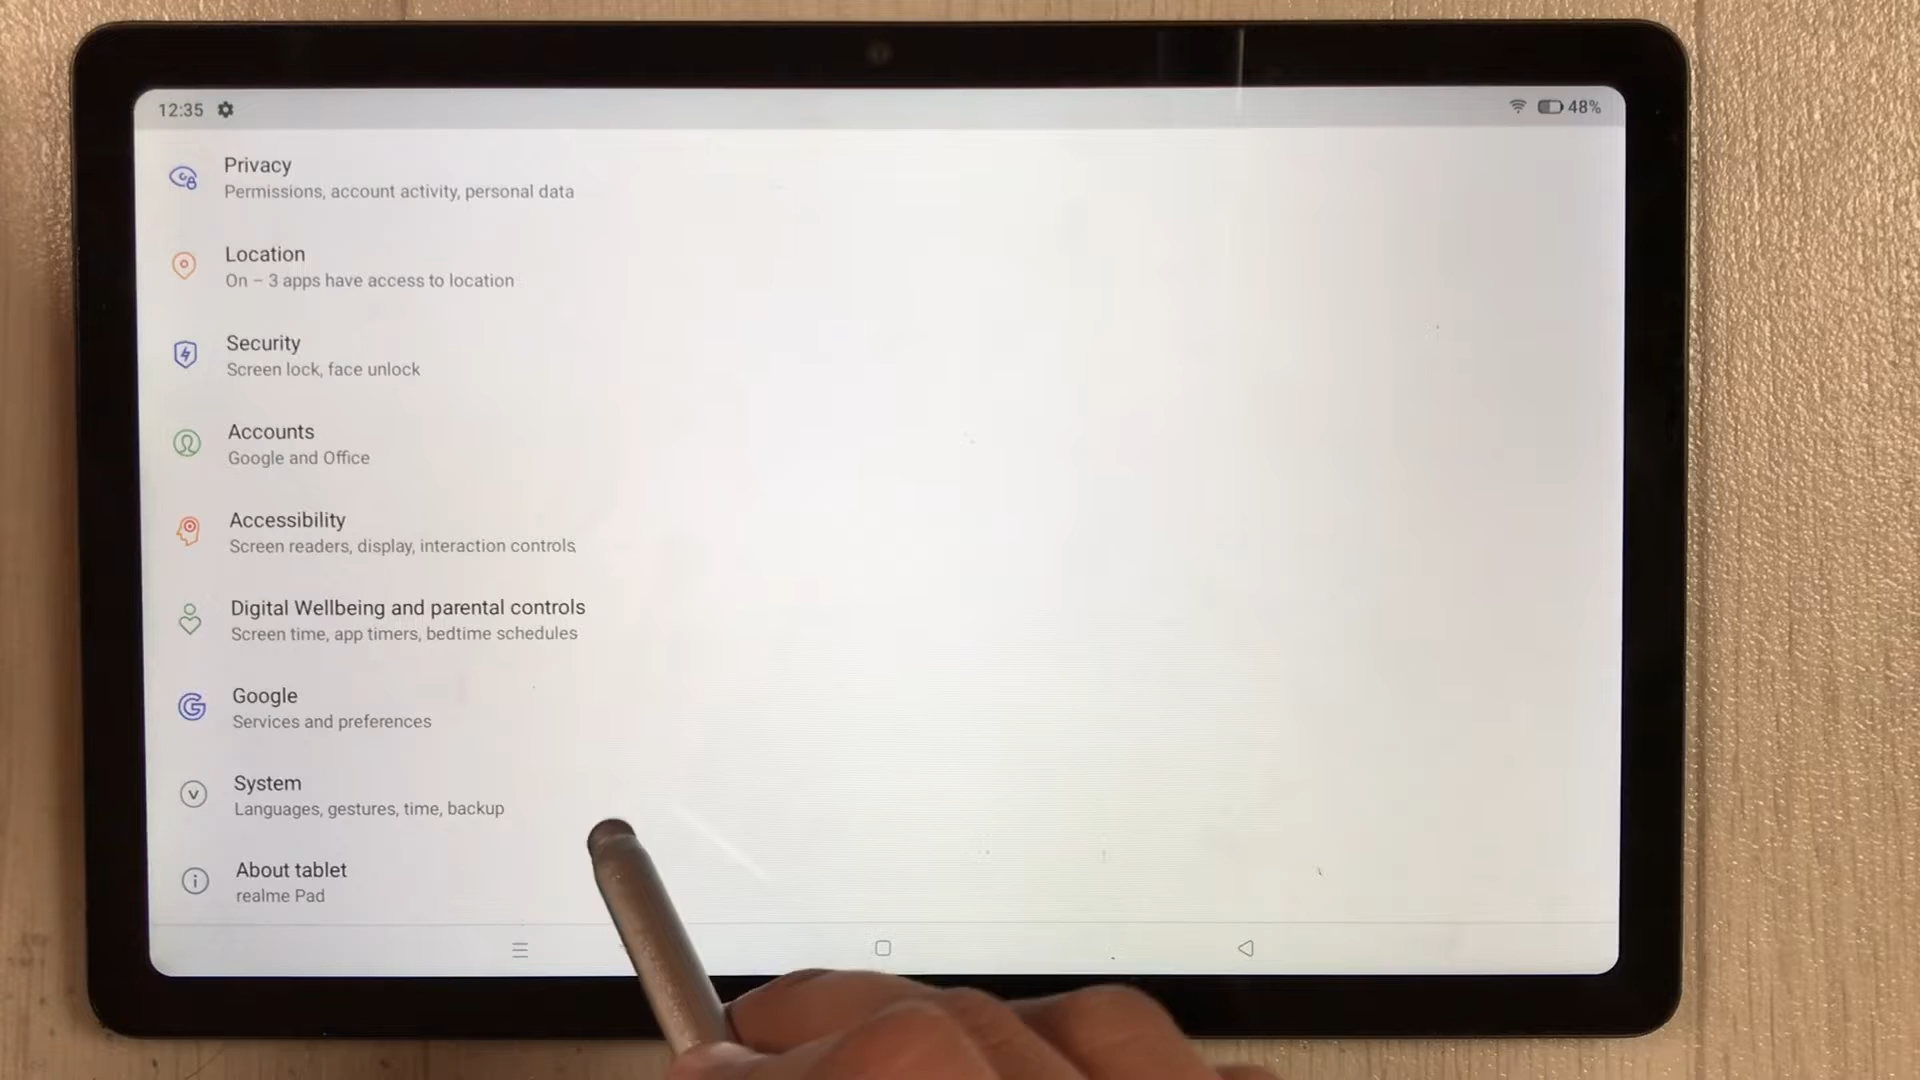 12:35
48%
Privacy
Permissions, account activity, personal data
Location
On – 3 apps have access to location
Security
Screen lock, face unlock
Accounts
Google and Office
Accessibility
Screen readers, display, interaction controls
Digital Wellbeing and parental controls
Screen time, app timers, bedtime schedules
Google
Services and preferences
System
Languages, gestures, time, backup
About tablet
realme Pad